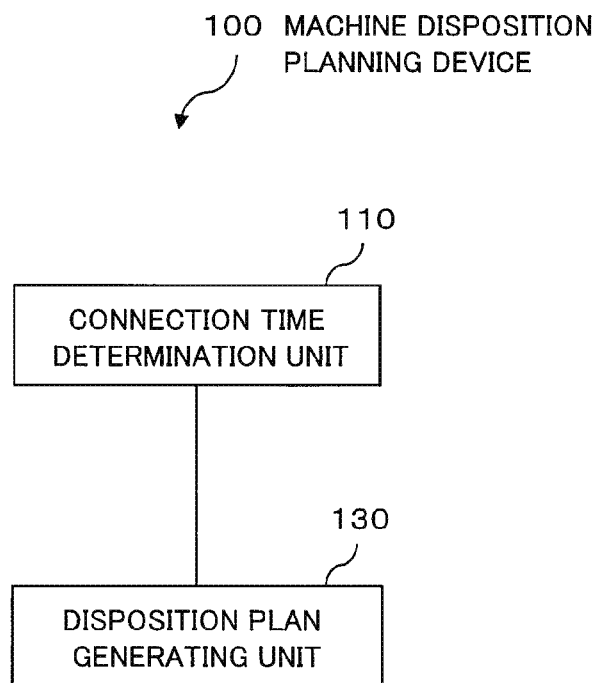 100 MACHINE DISPOSITION
PLANNING DEVICE
110
CONNECTION TIME
DETERMINATION UNIT
130
DISPOSITION PLAN
GENERATING UNIT